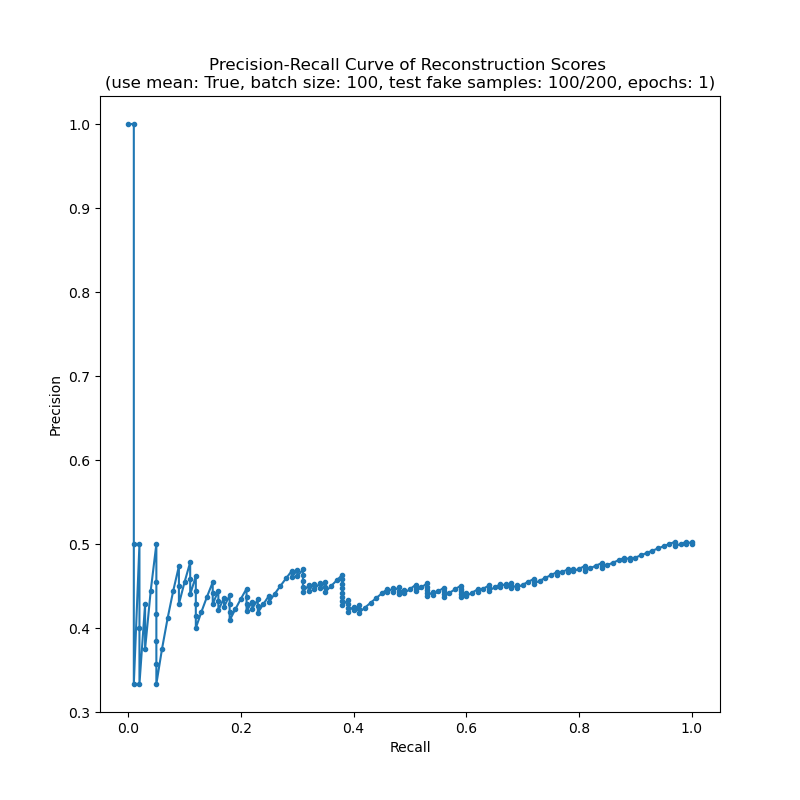 Precision-Recall Curve of Reconstruction Scores
(use mean: True, batch size: 100, test fake samples: 100/200, epochs: 1)
1.0
0.9
0.8
0.7
0.6
0.5
0.4
0.3
Precision
0.0 0.2 0.4 0.6 0.8 1.0
Recall